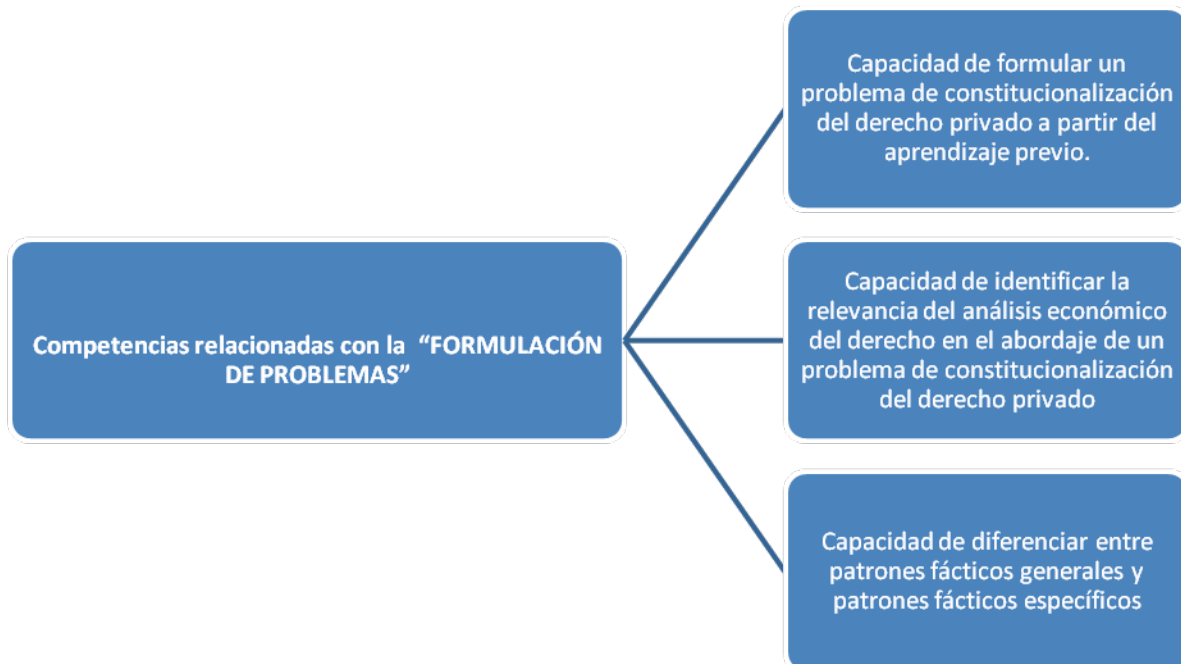 Competencias relacionadas con la “FORMULACIÓN
DE PROBLEMAS”
Capacidad de formular un
problema de constitucionalización
del derecho privado a partir del
aprendizaje previo.
Capacidad de identificar la
relevancia del análisis económico
del derecho en el abordaje de un
problema de constitucionalización
del derecho privado
Capacidad de diferenciar entre
patrones fácticos generales y
patrones fácticos específicos